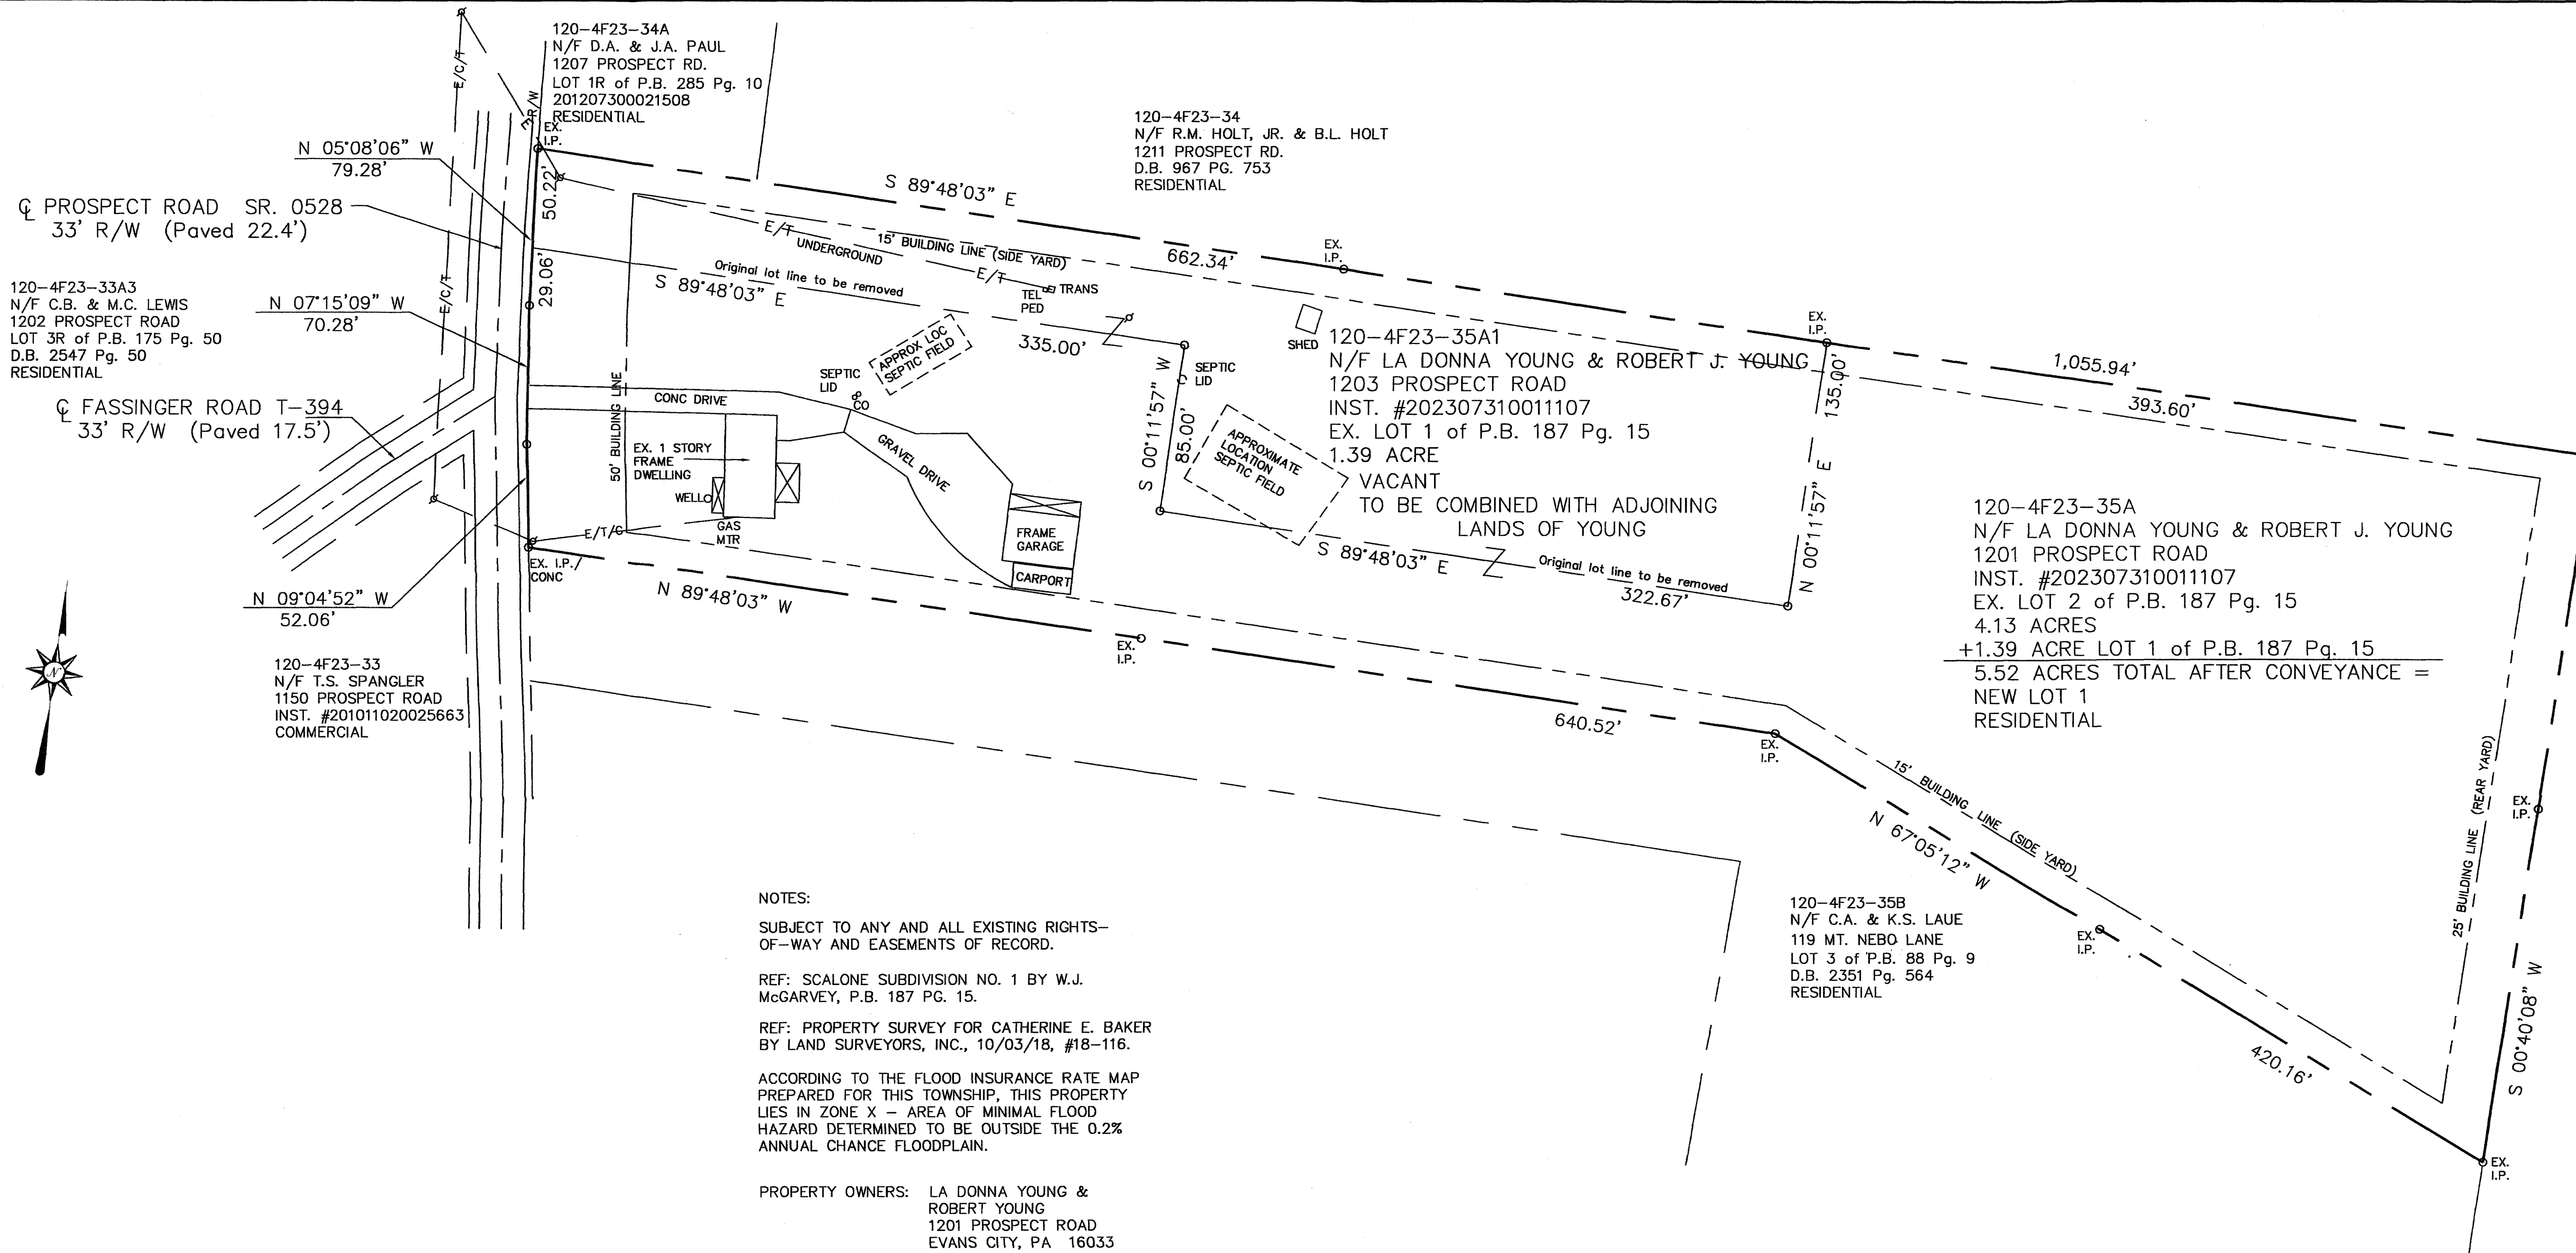 120-4F23-34A
N/F D.A. & J.A. PAUL
1207 PROSPECT RD.
LOT 1R of P.B. 285 Pg. 10
201207300021508
RESIDENTIAL
EX.
I.P.
E/C/T
R/W
120-4F23-34
N/F R.M. HOLT, JR. & B.L. HOLT
1211 PROSPECT RD.
D.B. 967 PG. 753
RESIDENTIAL
N 05°08'06" W
79.28'
℄ PROSPECT ROAD SR. 0528
33' R/W (Paved 22.4')
120-4F23-33A3
N/F C.B. & M.C. LEWIS
1202 PROSPECT ROAD
LOT 3R of P.B. 175 Pg. 50
D.B. 2547 Pg. 50
RESIDENTIAL
N 07°15'09" W
70.28'
E/C/T
℄ FASSINGER ROAD T-394
33' R/W (Paved 17.5')
N 09°04'52" W
52.06'
120-4F23-33
N/F T.S. SPANGLER
1150 PROSPECT ROAD
INST. #201011020025663
COMMERCIAL
N
50.22'
29.06'
S 89°48'03" E
662.34'
EX.
I.P.
E/T
UNDERGROUND
15' BUILDING LINE (SIDE YARD)
E/T
TRANS
TEL
PED
Original lot line to be removed
S 89°48'03" E
335.00'
APPROX LOC
SEPTIC FIELD
SEPTIC
LID
CO
50' BUILDING LINE
CONC DRIVE
GRAVEL DRIVE
EX. 1 STORY
FRAME
DWELLING
WELL
GAS
MTR
E/T/C
EX. I.P./
CONC
FRAME
GARAGE
CARPORT
SEPTIC
LID
S 00°11'57" W
85.00'
APPROXIMATE
LOCATION
SEPTIC FIELD
SHED
120-4F23-35A1
N/F LA DONNA YOUNG & ROBERT J. YOUNG
1203 PROSPECT ROAD
INST. #202307310011107
EX. LOT 1 of P.B. 187 Pg. 15
1.39 ACRE
VACANT
TO BE COMBINED WITH ADJOINING
LANDS OF YOUNG
S 89°48'03" E
Original lot line to be removed
322.67'
EX.
I.P.
135.00'
N 00°11'57" E
1,055.94'
393.60'
120-4F23-35A
N/F LA DONNA YOUNG & ROBERT J. YOUNG
1201 PROSPECT ROAD
INST. #202307310011107
EX. LOT 2 of P.B. 187 Pg. 15
4.13 ACRES
+1.39 ACRE LOT 1 of P.B. 187 Pg. 15
5.52 ACRES TOTAL AFTER CONVEYANCE =
NEW LOT 1
RESIDENTIAL
N 89°48'03" W
EX.
I.P.
640.52'
EX.
I.P.
15' BUILDING LINE (SIDE YARD)
N 67°05'12" W
EX.
I.P.
420.16'
25' BUILDING LINE (REAR YARD)
EX.
I.P.
S 00°40'08" W
EX.
I.P.
120-4F23-35B
N/F C.A. & K.S. LAUE
119 MT. NEBO LANE
LOT 3 of P.B. 88 Pg. 9
D.B. 2351 Pg. 564
RESIDENTIAL
NOTES:
SUBJECT TO ANY AND ALL EXISTING RIGHTS-
OF-WAY AND EASEMENTS OF RECORD.
REF: SCALONE SUBDIVISION NO. 1 BY W.J.
McGARVEY, P.B. 187 PG. 15.
REF: PROPERTY SURVEY FOR CATHERINE E. BAKER
BY LAND SURVEYORS, INC., 10/03/18, #18-116.
ACCORDING TO THE FLOOD INSURANCE RATE MAP
PREPARED FOR THIS TOWNSHIP, THIS PROPERTY
LIES IN ZONE X - AREA OF MINIMAL FLOOD
HAZARD DETERMINED TO BE OUTSIDE THE 0.2%
ANNUAL CHANCE FLOODPLAIN.
PROPERTY OWNERS: LA DONNA YOUNG &
ROBERT YOUNG
1201 PROSPECT ROAD
EVANS CITY, PA 16033